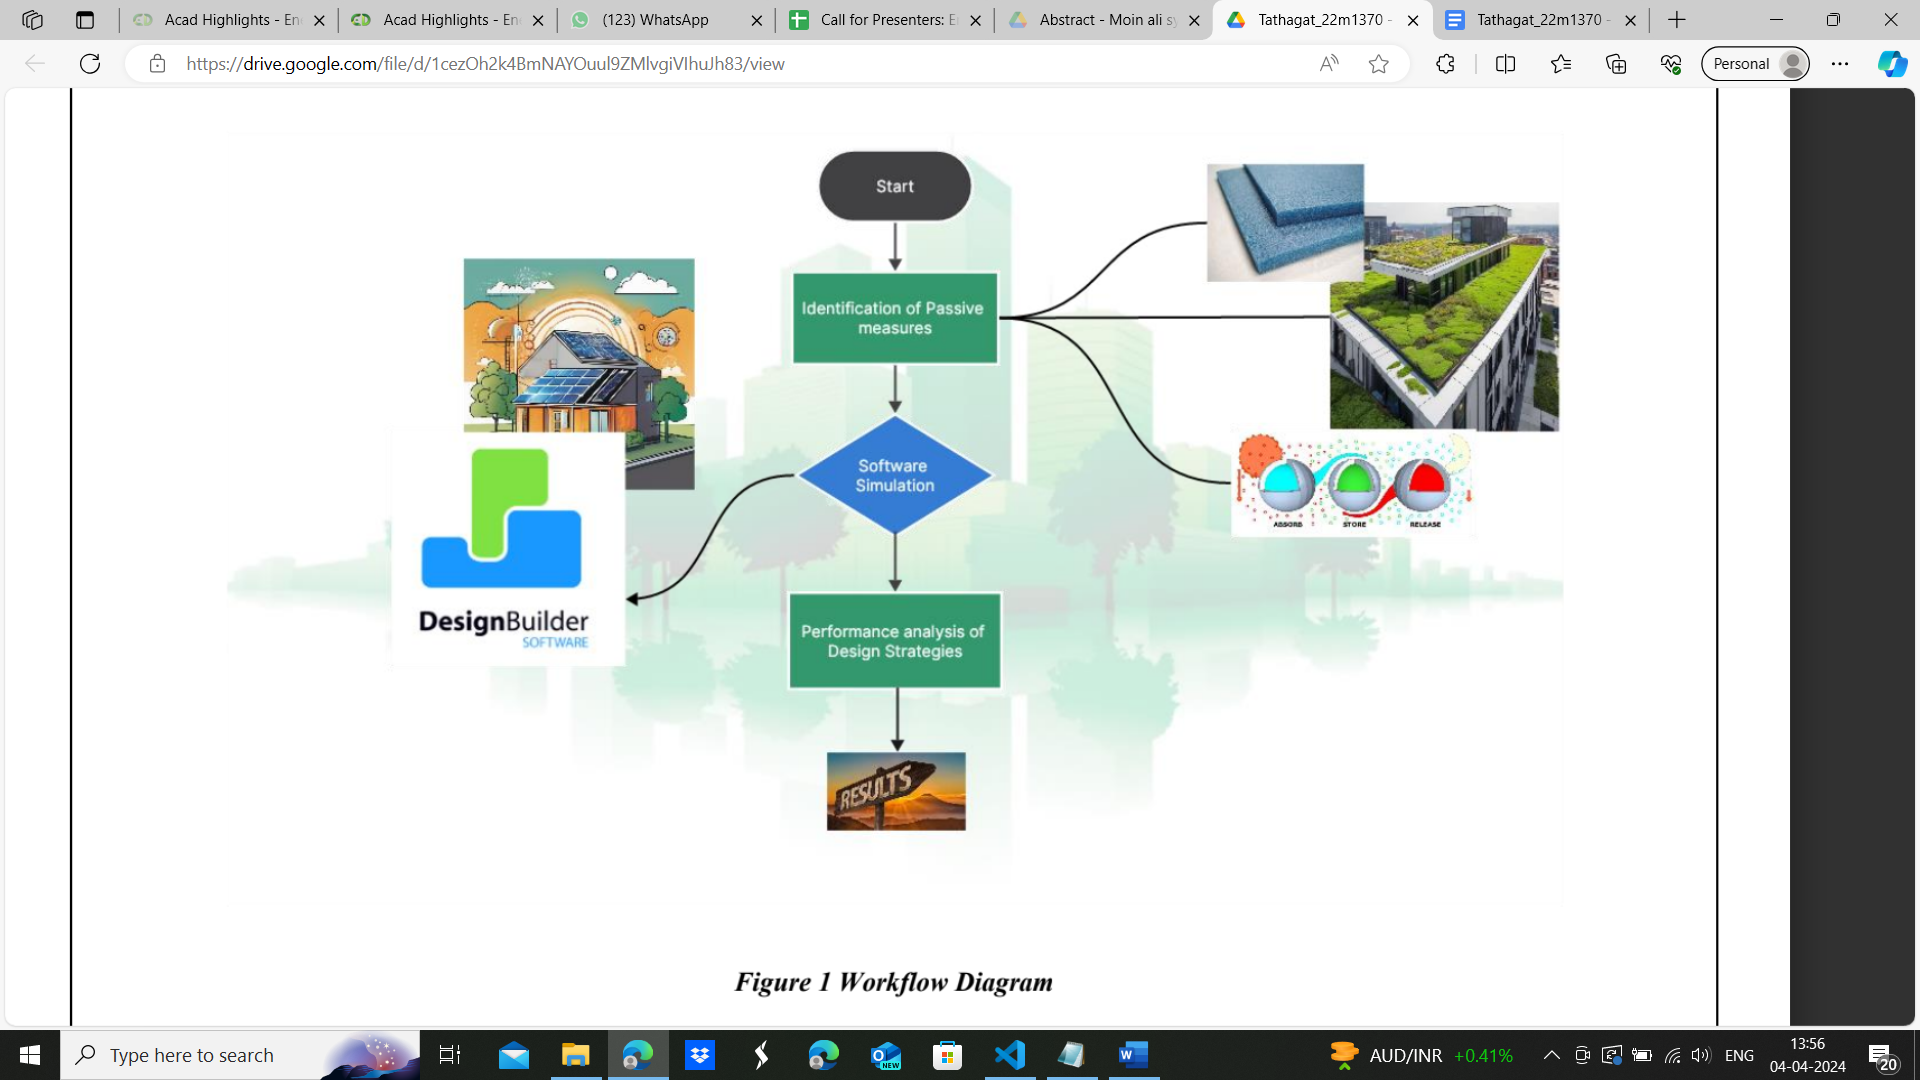 Acad Highlights - En
Acad Highlights - En
(123) WhatsApp
Call for Presenters: E
Abstract - Moin ali s
Tathagat_22m1370 -
Tathagat_22m1370 -
https://drive.google.com/file/d/1cezOh2k4BmNAYOuul9ZMlvgiVIhuJh83/view
Personal
Start
Identification of Passive
measures
Software
Simulation
ABSORB STORE RELEASE
DesignBuilder
SOFTWARE
Performance analysis of
Design Strategies
RESULTS
Figure 1 Workflow Diagram
Type here to search
NEW
AUD/INR +0.41%
ENG
13:56
04-04-2024
20